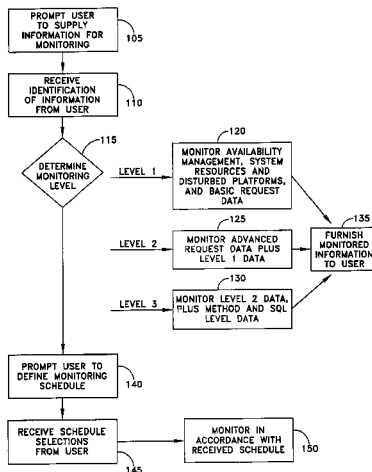 PROMPT USER
TO SUPPLY
INFORMATION FOR
MONITORING
105
RECEIVE
IDENTIFICATION
OF INFORMATION
FROM USER
110
115
DETERMINE
MONITORING
LEVEL
LEVEL 1
120
MONITOR AVAILABILITY
MANAGEMENT, SYSTEM
RESOURCES AND
DISTURBED PLATFORMS,
AND BASIC REQUEST
DATA
LEVEL 2
125
MONITOR ADVANCED
REQUEST DATA PLUS
LEVEL 1 DATA
135
FURNISH
MONITORED
INFORMATION
TO USER
LEVEL 3
130
MONITOR LEVEL 2 DATA,
PLUS METHOD AND SQL
LEVEL DATA
PROMPT USER TO
DEFINE MONITORING
SCHEDULE
140
RECEIVE SCHEDULE
SELECTIONS
FROM USER
145
MONITOR IN
ACCORDANCE WITH
RECEIVED SCHEDULE
150